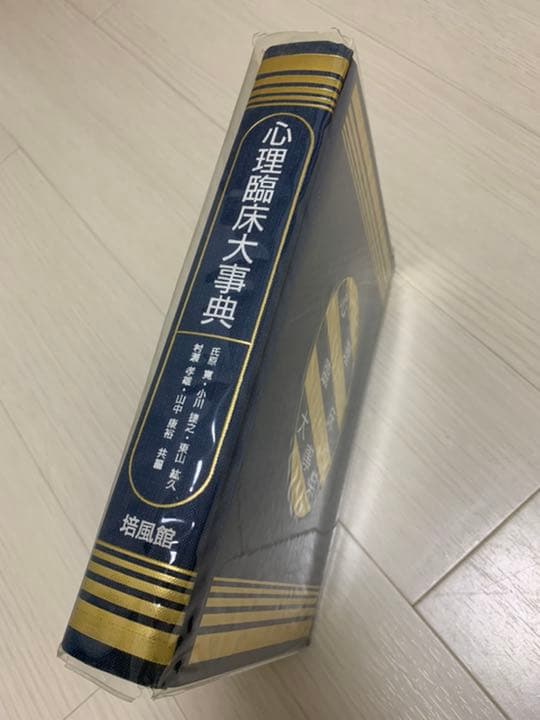 心理臨床大事典
氏原 寛・小川 捷之・東山 紘久
村瀬 孝雄・山中 康裕 共編
培風館